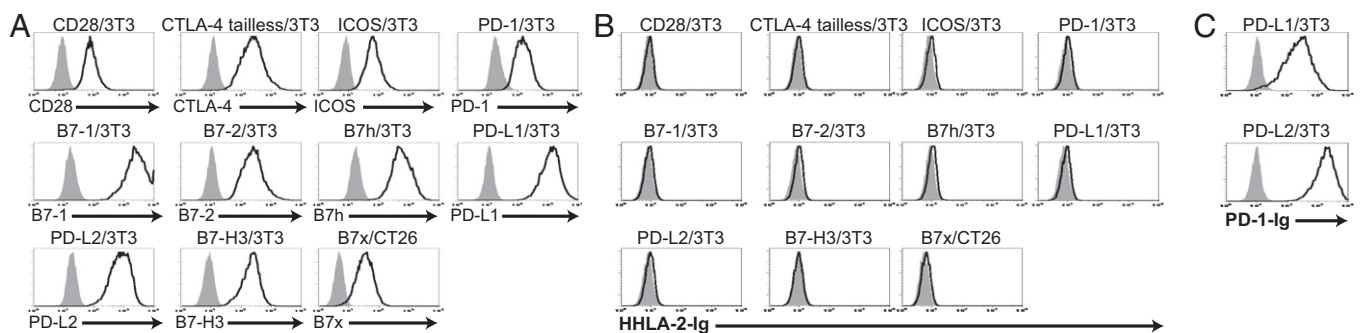 A
CD28/3T3
CTLA-4 tailless/3T3
ICOS/3T3
PD-1/3T3
CD28
CTLA-4
ICOS
PD-1
B7-1/3T3
B7-2/3T3
B7h/3T3
PD-L1/3T3
B7-1
B7-2
B7h
PD-L1
PD-L2/3T3
B7-H3/3T3
B7x/CT26
PD-L2
B7-H3
B7x
B
CD28/3T3
CTLA-4 tailless/3T3
ICOS/3T3
PD-1/3T3
B7-1/3T3
B7-2/3T3
B7h/3T3
PD-L1/3T3
PD-L2/3T3
B7-H3/3T3
B7x/CT26
HHLA-2-Ig
C
PD-L1/3T3
PD-L2/3T3
PD-1-Ig